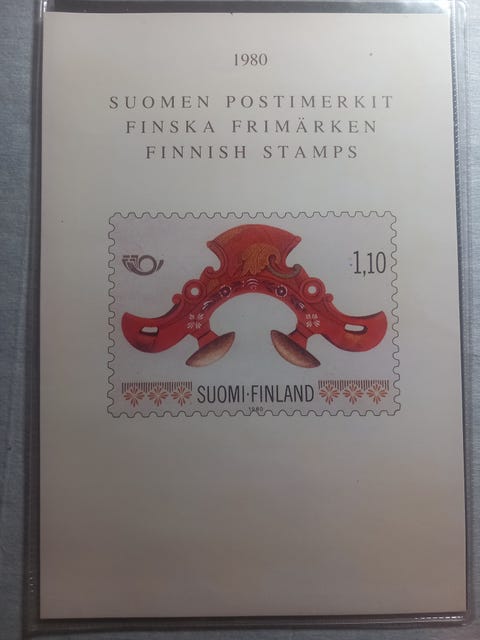 1980
SUOMEN POSTIMERKIT
FINSKA FRIMÄRKEN
FINNISH STAMPS
1,10
SUOMI·FINLAND
1980